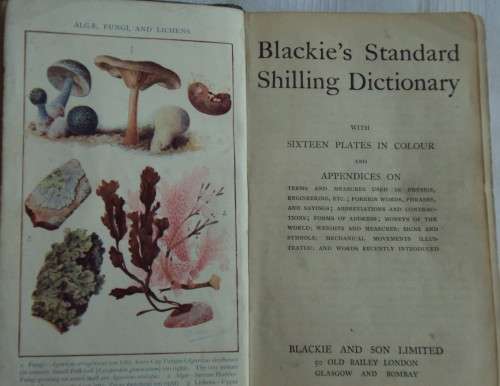 ALGÆ, FUNGI, AND LICHENS
Blackie's Standard
Shilling Dictionary
WITH
SIXTEEN PLATES IN COLOUR
AND
APPENDICES ON
TERMS AND MEASURES USED IN PHYSICS,
ENGINEERING, ETC.; FOREIGN WORDS, PHRASES,
AND SAYINGS; ABBREVIATIONS AND CONTRAC-
TIONS; FORMS OF ADDRESS; MONEYS OF THE
WORLD; WEIGHTS AND MEASURES; SIGNS AND
SYMBOLS; MECHANICAL MOVEMENTS ILLUS-
TRATED; AND WORDS RECENTLY INTRODUCED
BLACKIE AND SON LIMITED
50 OLD BAILEY LONDON
GLASGOW AND BOMBAY